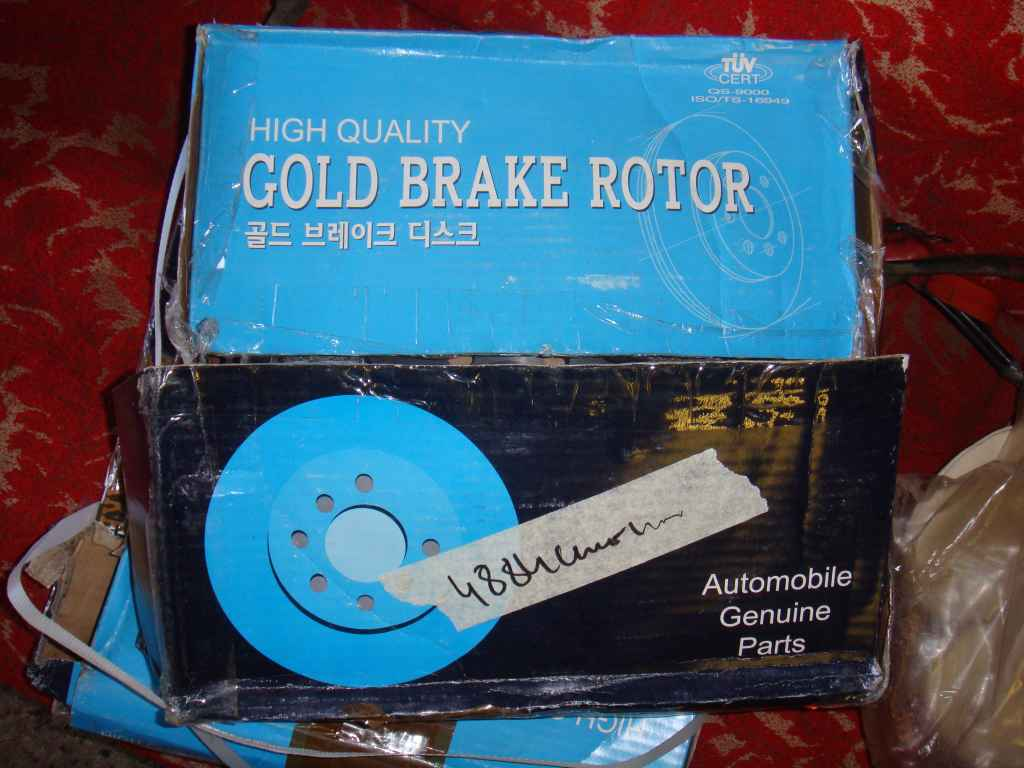 TÜV
CERT
QS-9000
ISO/TS-16949
HIGH QUALITY
GOLD BRAKE ROTOR
골드 브레이크 디스크
Automobile
Genuine
Parts